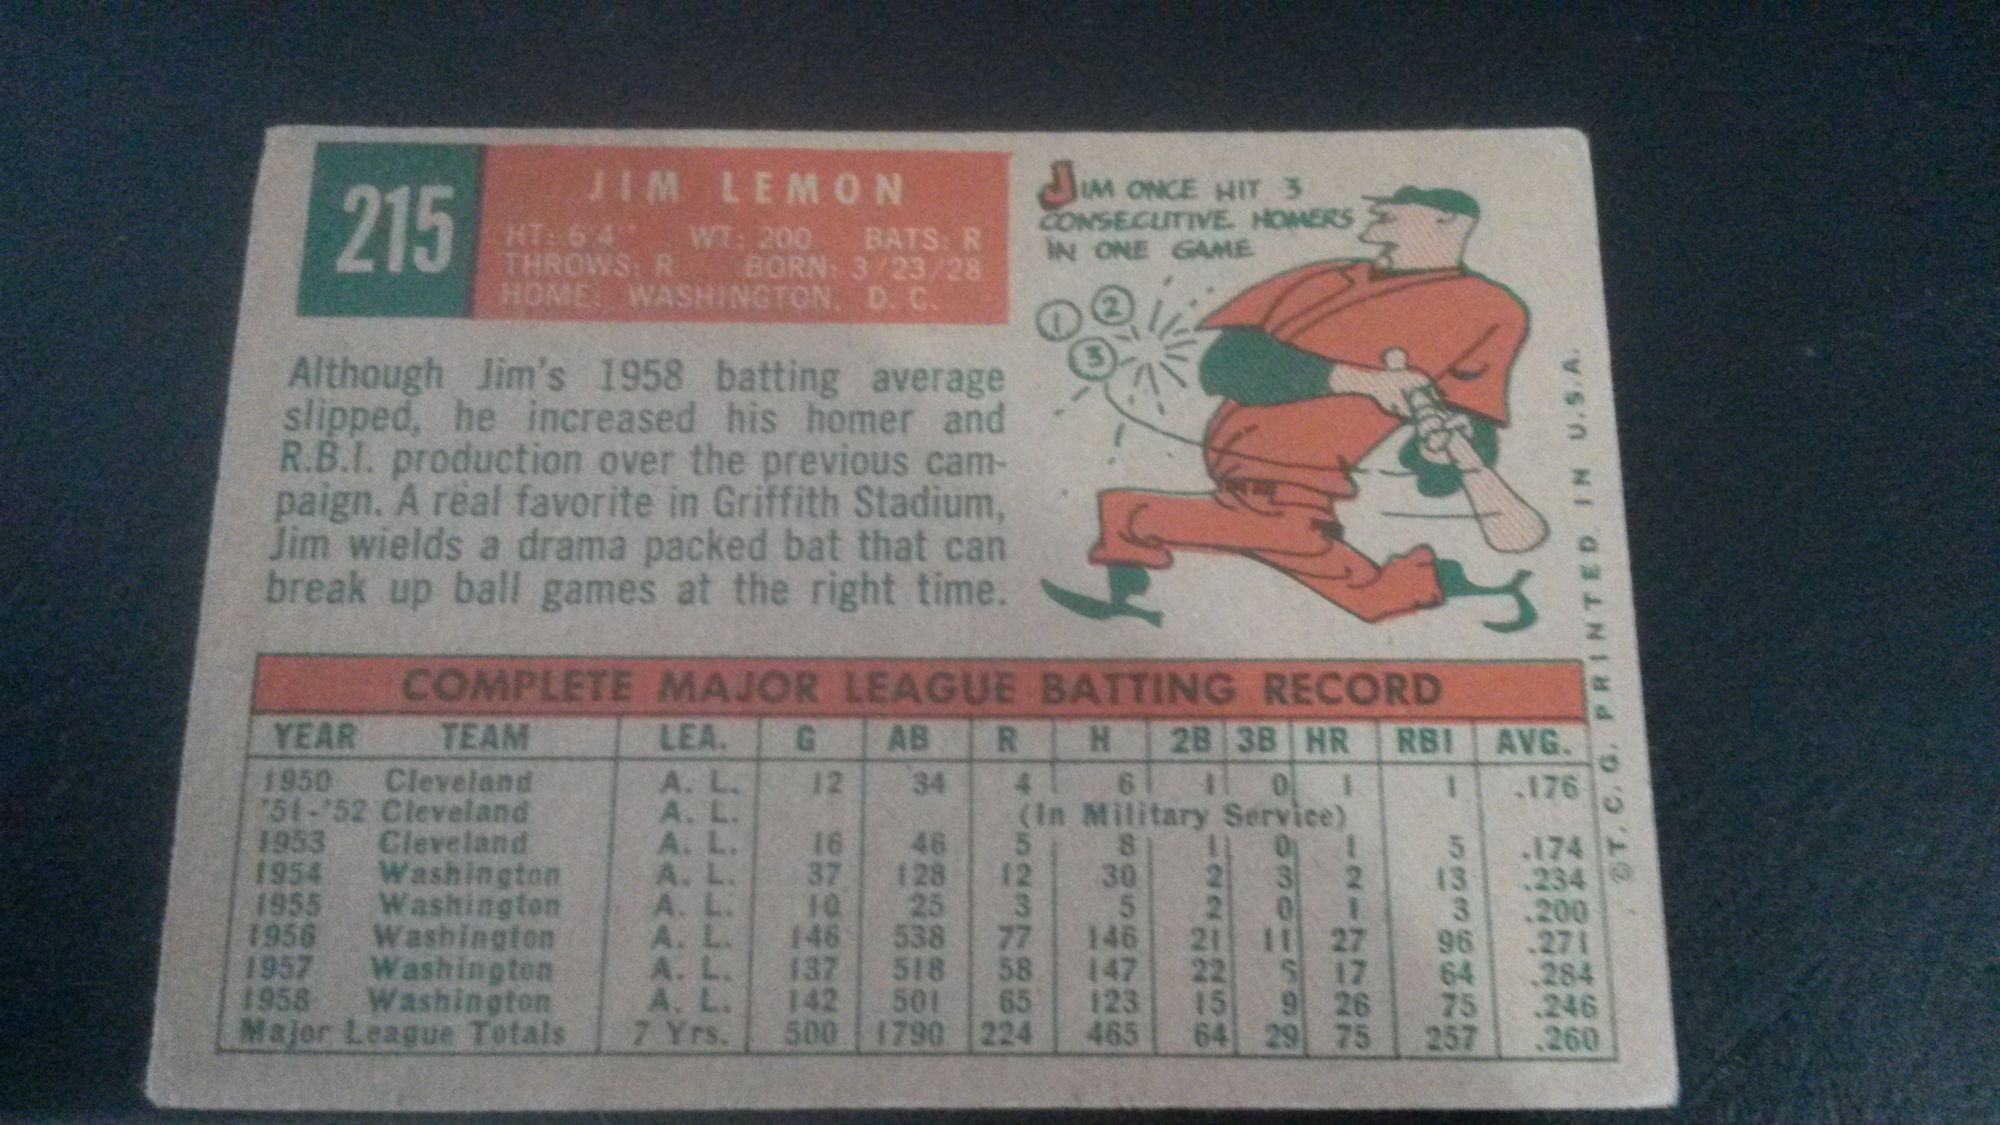 215
JIM LEMON
HT: 6'4" WT: 200 BATS: R
THROWS: R BORN: 3/23/28
HOME: WASHINGTON, D. C.
JIM ONCE HIT 3
CONSECUTIVE HOMERS
IN ONE GAME
1
2
3
Although Jim's 1958 batting average
slipped, he increased his homer and
R.B.I. production over the previous cam-
paign. A real favorite in Griffith Stadium,
Jim wields a drama packed bat that can
break up ball games at the right time.
COMPLETE MAJOR LEAGUE BATTING RECORD
YEAR TEAM LEA. G AB R H 2B 3B HR RBI AVG.
1950 Cleveland A. L. 12 34 4 6 1 0 1 1 .176
'51-'52 Cleveland A. L. (In Military Service)
1953 Cleveland A. L. 16 46 5 8 1 0 1 5 .174
1954 Washington A. L. 37 128 12 30 2 3 2 13 .234
1955 Washington A. L. 10 25 3 5 2 0 1 3 .200
1956 Washington A. L. 146 538 77 146 21 11 27 96 .271
1957 Washington A. L. 137 518 58 147 22 5 17 64 .284
1958 Washington A. L. 142 501 65 123 15 9 26 75 .246
Major League Totals 7 Yrs. 500 1790 224 465 64 29 75 257 .260
©T. C. G. PRINTED IN U.S.A.